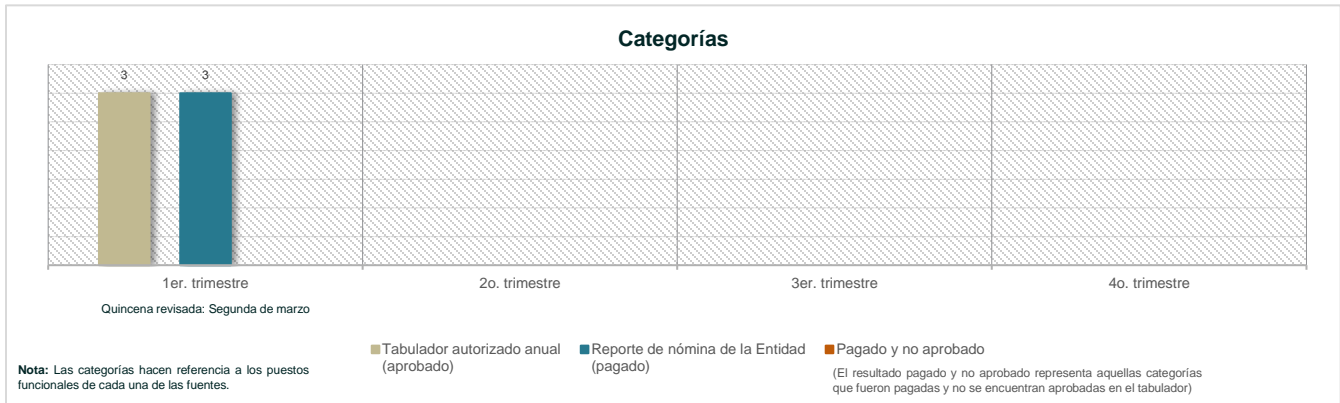 Categorías
3 3
1er. trimestre 2o. trimestre 3er. trimestre 4o. trimestre
Quincena revisada: Segunda de marzo
Tabulador autorizado anual
(aprobado)
Reporte de nómina de la Entidad
(pagado)
Pagado y no aprobado
(El resultado pagado y no aprobado representa aquellas categorías
que fueron pagadas y no se encuentran aprobadas en el tabulador)
Nota: Las categorías hacen referencia a los puestos
funcionales de cada una de las fuentes.